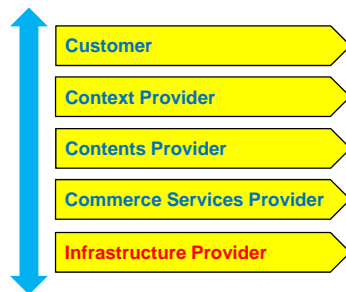 Customer
Context Provider
Contents Provider
Commerce Services Provider
Infrastructure Provider